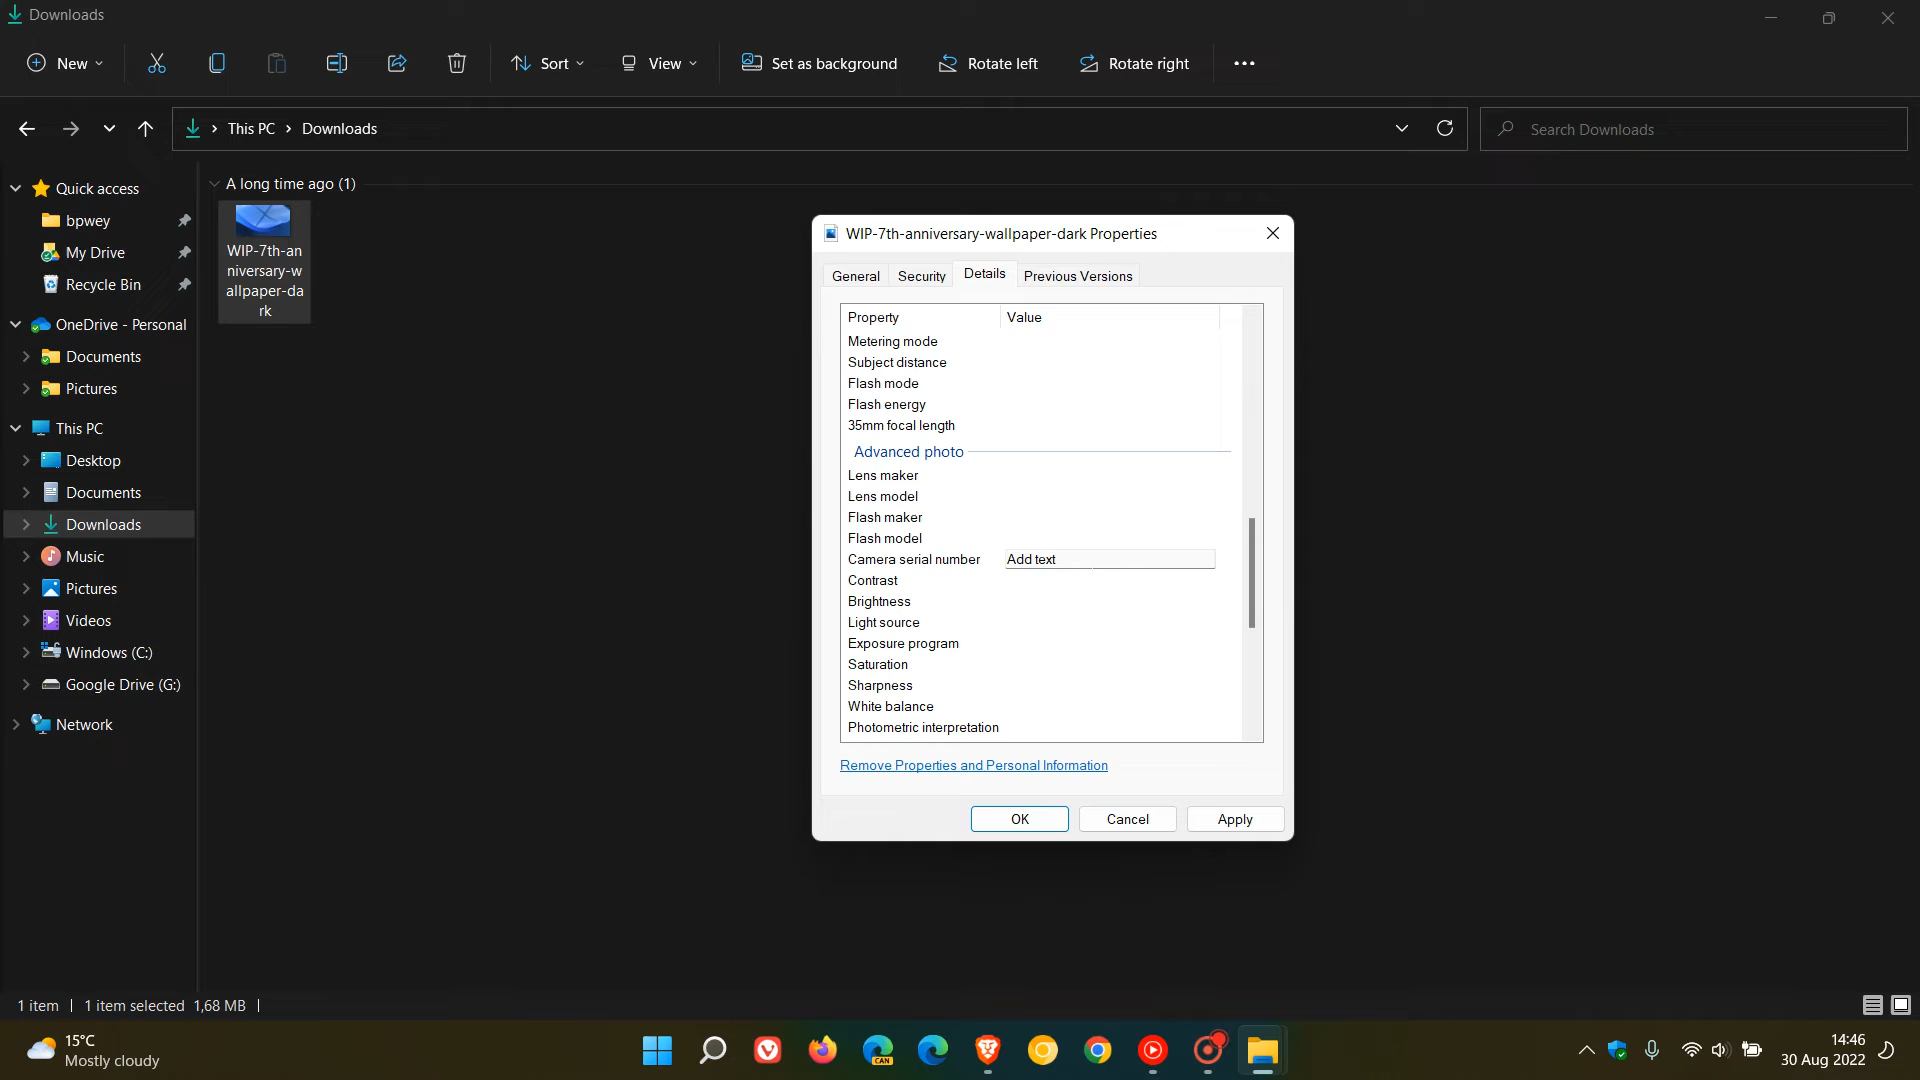 Downloads
New
Sort
View
Set as background
Rotate left
Rotate right
This PC
Downloads
Search Downloads
Quick access
bpwey
My Drive
Recycle Bin
OneDrive - Personal
Documents
Pictures
This PC
Desktop
Documents
Downloads
Music
Pictures
Videos
Windows (C:)
Google Drive (G:)
Network
A long time ago (1)
WIP-7th-an
niversary-w
allpaper-da
rk
WIP-7th-anniversary-wallpaper-dark Properties
General Security Details Previous Versions
Property Value
Metering mode
Subject distance
Flash mode
Flash energy
35mm focal length
Advanced photo
Lens maker
Lens model
Flash maker
Flash model
Camera serial number Add text
Contrast
Brightness
Light source
Exposure program
Saturation
Sharpness
White balance
Photometric interpretation
Remove Properties and Personal Information
OK Cancel Apply
1 item 1 item selected 1,68 MB
15°C
Mostly cloudy
CAN
14:46
30 Aug 2022